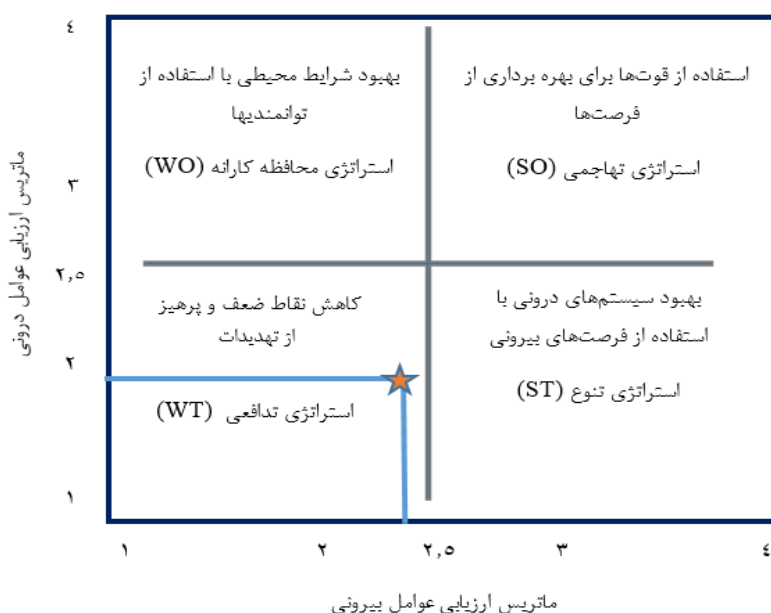 ۴
استفاده از قوت‌ها برای بهره برداری از
فرصت‌ها
استراتژی تهاجمی (SO)
بهبود شرایط محیطی با استفاده از
توانمندیها
استراتژی محافظه کارانه (WO)
۳
۲,۵
ماتریس ارزیابی عوامل درونی
بهبود سیستم‌های درونی با
استفاده از فرصت‌های بیرونی
استراتژی تنوع (ST)
کاهش نقاط ضعف و پرهیز
از تهدیدات
استراتژی تدافعی (WT)
۲
۱
۱
۲
۲,۵
۳
۴
ماتریس ارزیابی عوامل بیرونی